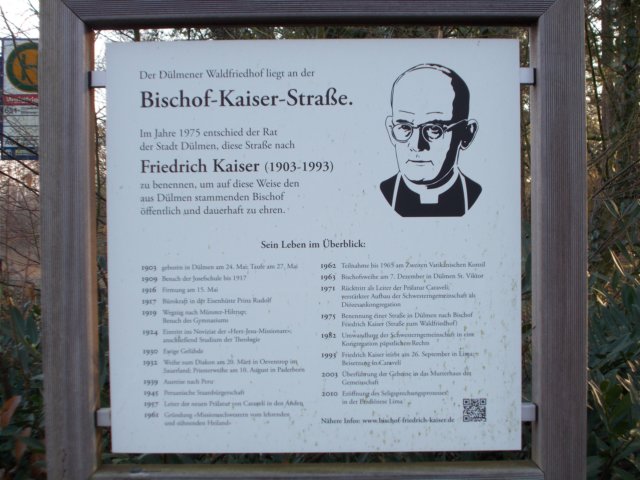 Der Dülmener Waldfriedhof liegt an der
Bischof-Kaiser-Straße.
Im Jahre 1975 entschied der Rat
der Stadt Dülmen, diese Straße nach
Friedrich Kaiser (1903-1993)
zu benennen, um auf diese Weise den
aus Dülmen stammenden Bischof
öffentlich und dauerhaft zu ehren.
Sein Leben im Überblick:
1903 geboren in Dülmen am 24. Mai; Taufe am 27. Mai
1909 Besuch der Josefschule bis 1917
1916 Firmung am 15. Mai
1917 Bürokraft in der Eisenhütte Prinz Rudolf
1919 Wegzug nach Münster-Hiltrup;
Besuch des Gymnasiums
1924 Eintritt ins Noviziat der »Herz-Jesu-Missionare«;
anschließend Studium der Theologie
1930 Ewige Gelübde
1932 Weihe zum Diakon am 20. März in Oeventrop im
Sauerland; Priesterweihe am 10. August in Paderborn
1939 Ausreise nach Peru
1945 Peruanische Staatsbürgerschaft
1957 Leiter der neuen Prälatur von Caravelí in den Anden
1961 Gründung »Missionsschwestern vom lehrenden
und sühnenden Heiland«
1962 Teilnahme bis 1965 am Zweiten Vatikanischen Konzil
1963 Bischofsweihe am 7. Dezember in Dülmen St. Viktor
1971 Rücktritt als Leiter der Prälatur Caravelí;
verstärkter Aufbau der Schwesterngemeinschaft als
Diözesankongregation
1975 Benennung einer Straße in Dülmen nach Bischof
Friedrich Kaiser (Straße zum Waldfriedhof)
1982 Umwandlung der Schwesterngemeinschaft in eine
Kongregation päpstlichen Rechts
1993 Friedrich Kaiser stirbt am 26. September in Lima;
Beisetzung in Caravelí
2003 Überführung der Gebeine in das Mutterhaus der
Gemeinschaft
2010 Eröffnung des Seligsprechungsprozesses
in der Erzdiözese Lima
Nähere Infos: www.bischof-friedrich-kaiser.de